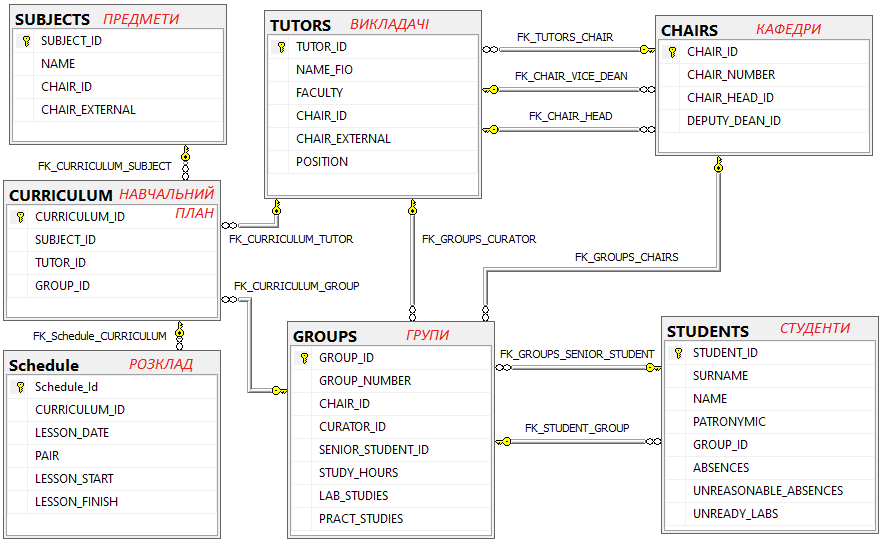 SUBJECTS ПРЕДМЕТИ
SUBJECT_ID
NAME
CHAIR_ID
CHAIR_EXTERNAL
TUTORS ВИКЛАДАЧІ
TUTOR_ID
NAME_FIO
FACULTY
CHAIR_ID
CHAIR_EXTERNAL
POSITION
FK_TUTORS_CHAIR
FK_CHAIR_VICE_DEAN
FK_CHAIR_HEAD
CHAIRS КАФЕДРИ
CHAIR_ID
CHAIR_NUMBER
CHAIR_HEAD_ID
DEPUTY_DEAN_ID
FK_CURRICULUM_SUBJECT
CURRICULUM НАВЧАЛЬНИЙ
ПЛАН
CURRICULUM_ID
SUBJECT_ID
TUTOR_ID
GROUP_ID
FK_CURRICULUM_TUTOR
FK_GROUPS_CURATOR
FK_GROUPS_CHAIRS
FK_CURRICULUM_GROUP
FK_Schedule_CURRICULUM
Schedule РОЗКЛАД
Schedule_Id
CURRICULUM_ID
LESSON_DATE
PAIR
LESSON_START
LESSON_FINISH
GROUPS ГРУПИ
GROUP_ID
GROUP_NUMBER
CHAIR_ID
CURATOR_ID
SENIOR_STUDENT_ID
STUDY_HOURS
LAB_STUDIES
PRACT_STUDIES
FK_GROUPS_SENIOR_STUDENT
FK_STUDENT_GROUP
STUDENTS СТУДЕНТИ
STUDENT_ID
SURNAME
NAME
PATRONYMIC
GROUP_ID
ABSENCES
UNREASONABLE_ABSENCES
UNREADY_LABS